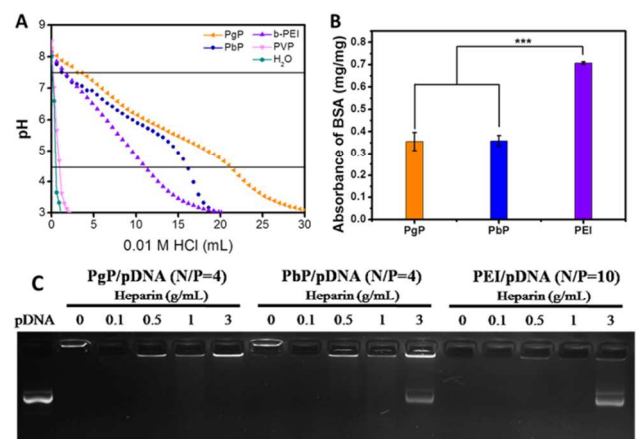 A
PgP
PbP
b-PEI
PVP
H2O
9
8
7
6
5
4
3
pH
0 5 10 15 20 25 30
0.01 M HCl (mL)
B
***
Absorbance of BSA (mg/mg)
0.8
0.7
0.6
0.5
0.4
0.3
0.2
0.1
0.0
PgP PbP PEI
C
PgP/pDNA (N/P=4) PbP/pDNA (N/P=4) PEI/pDNA (N/P=10)
Heparin (g/mL) Heparin (g/mL) Heparin (g/mL)
pDNA 0 0.1 0.5 1 3 0 0.1 0.5 1 3 0 0.1 0.5 1 3